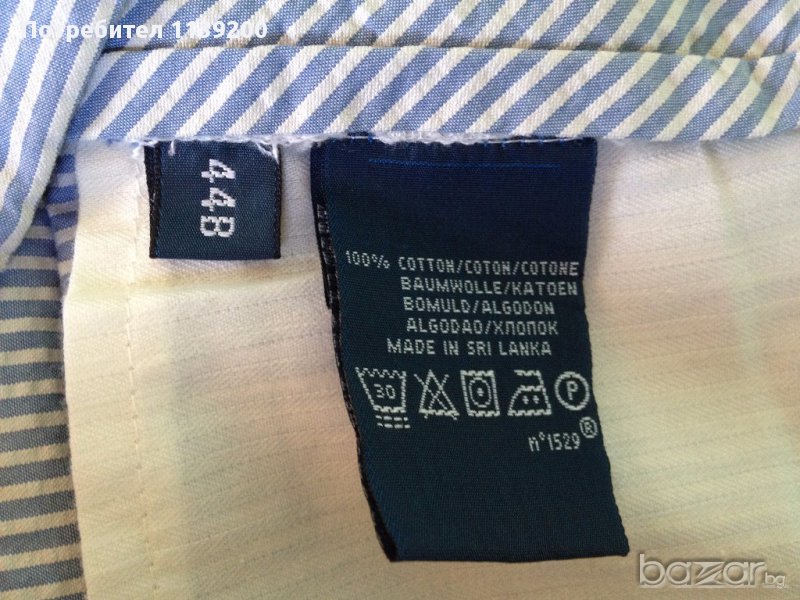 Потребител 1139200
44B
100% COTTON/COTON/COTONE
BAUMWOLLE/KATOEN
BOMULD/ALGODON
ALGODAO/ХЛОПОК
MADE IN SRI LANKA
30 P
n°1529®
bazar.bg